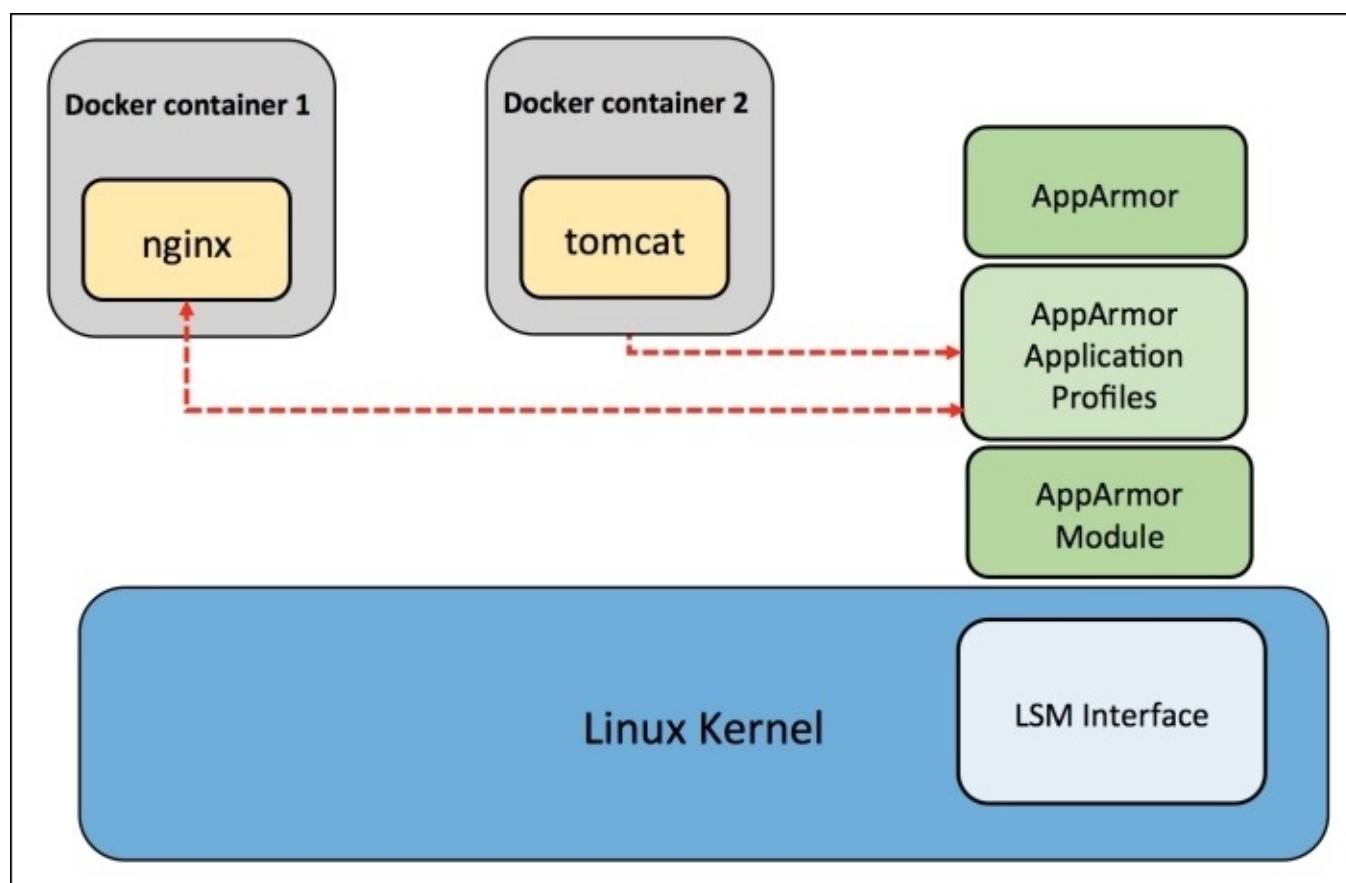 Docker container 1
nginx
Docker container 2
tomcat
AppArmor
AppArmor
Application
Profiles
AppArmor
Module
Linux Kernel
LSM Interface